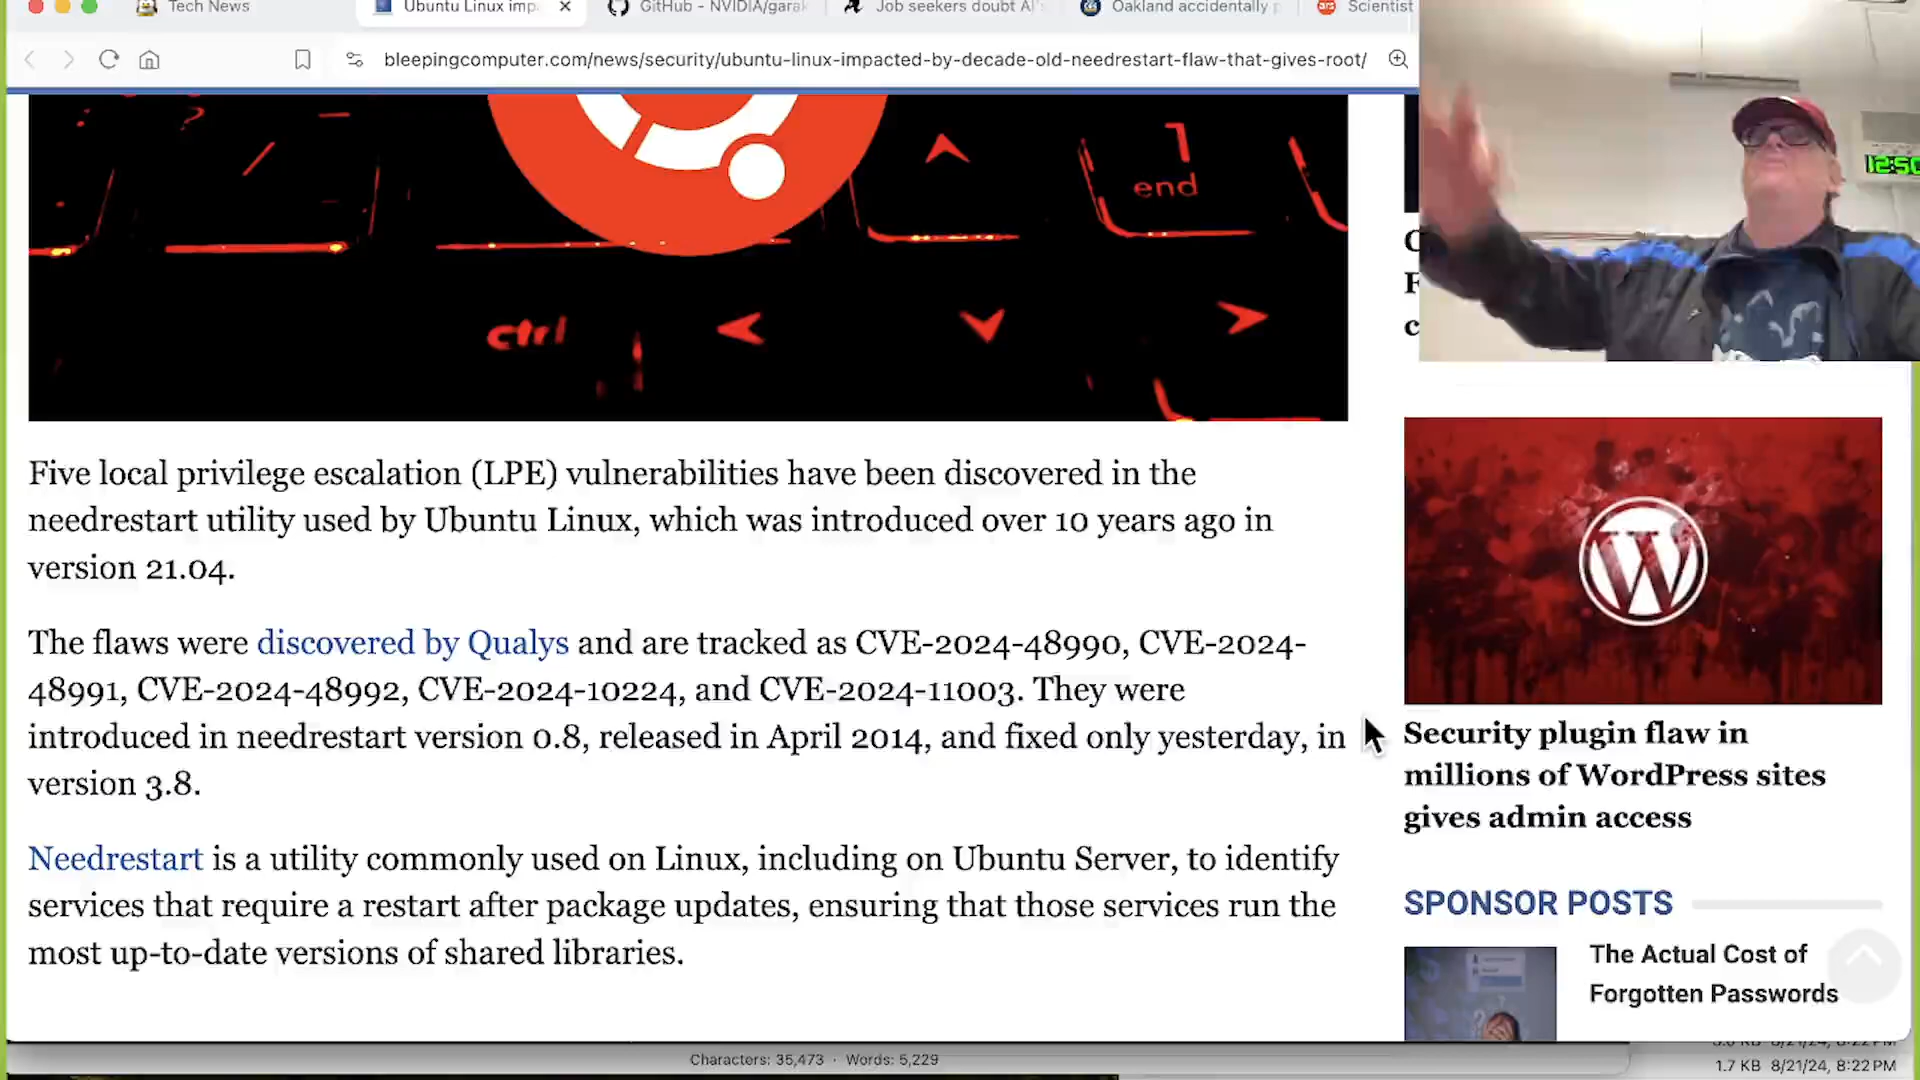 Tech News
Ubuntu Linux imp
GitHub - NVIDIA/garak
Job seekers doubt AI's
Oakland accidentally p
ars
Scientist
bleepingcomputer.com/news/security/ubuntu-linux-impacted-by-decade-old-needrestart-flaw-that-gives-root/
?
end
ctrl
12:50
C
F
c
Five local privilege escalation (LPE) vulnerabilities have been discovered in the
needrestart utility used by Ubuntu Linux, which was introduced over 10 years ago in
version 21.04.
The flaws were discovered by Qualys and are tracked as CVE-2024-48990, CVE-2024-
48991, CVE-2024-48992, CVE-2024-10224, and CVE-2024-11003. They were
introduced in needrestart version 0.8, released in April 2014, and fixed only yesterday, in
version 3.8.
Needrestart is a utility commonly used on Linux, including on Ubuntu Server, to identify
services that require a restart after package updates, ensuring that those services run the
most up-to-date versions of shared libraries.
Security plugin flaw in
millions of WordPress sites
gives admin access
SPONSOR POSTS
The Actual Cost of
Forgotten Passwords
Characters: 35,473 · Words: 5,229
1.7 KB 8/21/24, 8:22 PM